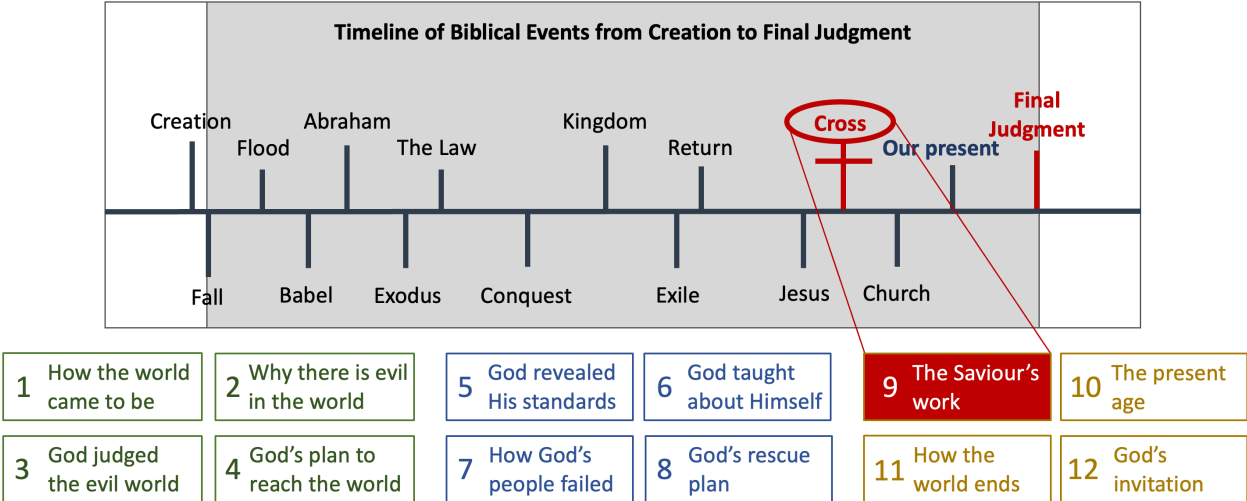 Timeline of Biblical Events from Creation to Final Judgment
Creation
Flood
Abraham
The Law
Kingdom
Return
Cross
Our present
Final
Judgment
Fall
Babel
Exodus
Conquest
Exile
Jesus
Church
1 How the world
came to be
2 Why there is evil
in the world
5 God revealed
His standards
6 God taught
about Himself
9 The Saviour’s
work
10 The present
age
3 God judged
the evil world
4 God’s plan to
reach the world
7 How God’s
people failed
8 God’s rescue
plan
11 How the
world ends
12 God’s
invitation